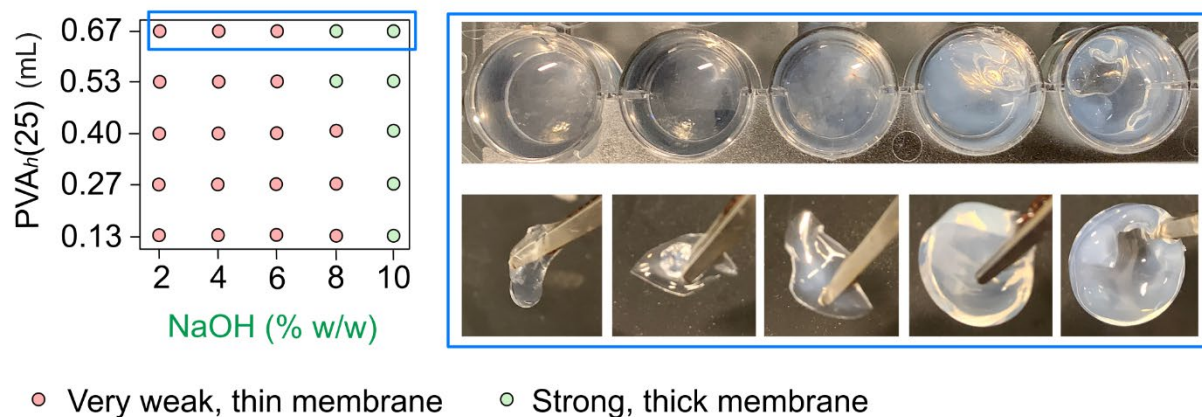 PVAh(25) (mL)
0.67
0.53
0.40
0.27
0.13
2 4 6 8 10
NaOH (% w/w)
Very weak, thin membrane
Strong, thick membrane